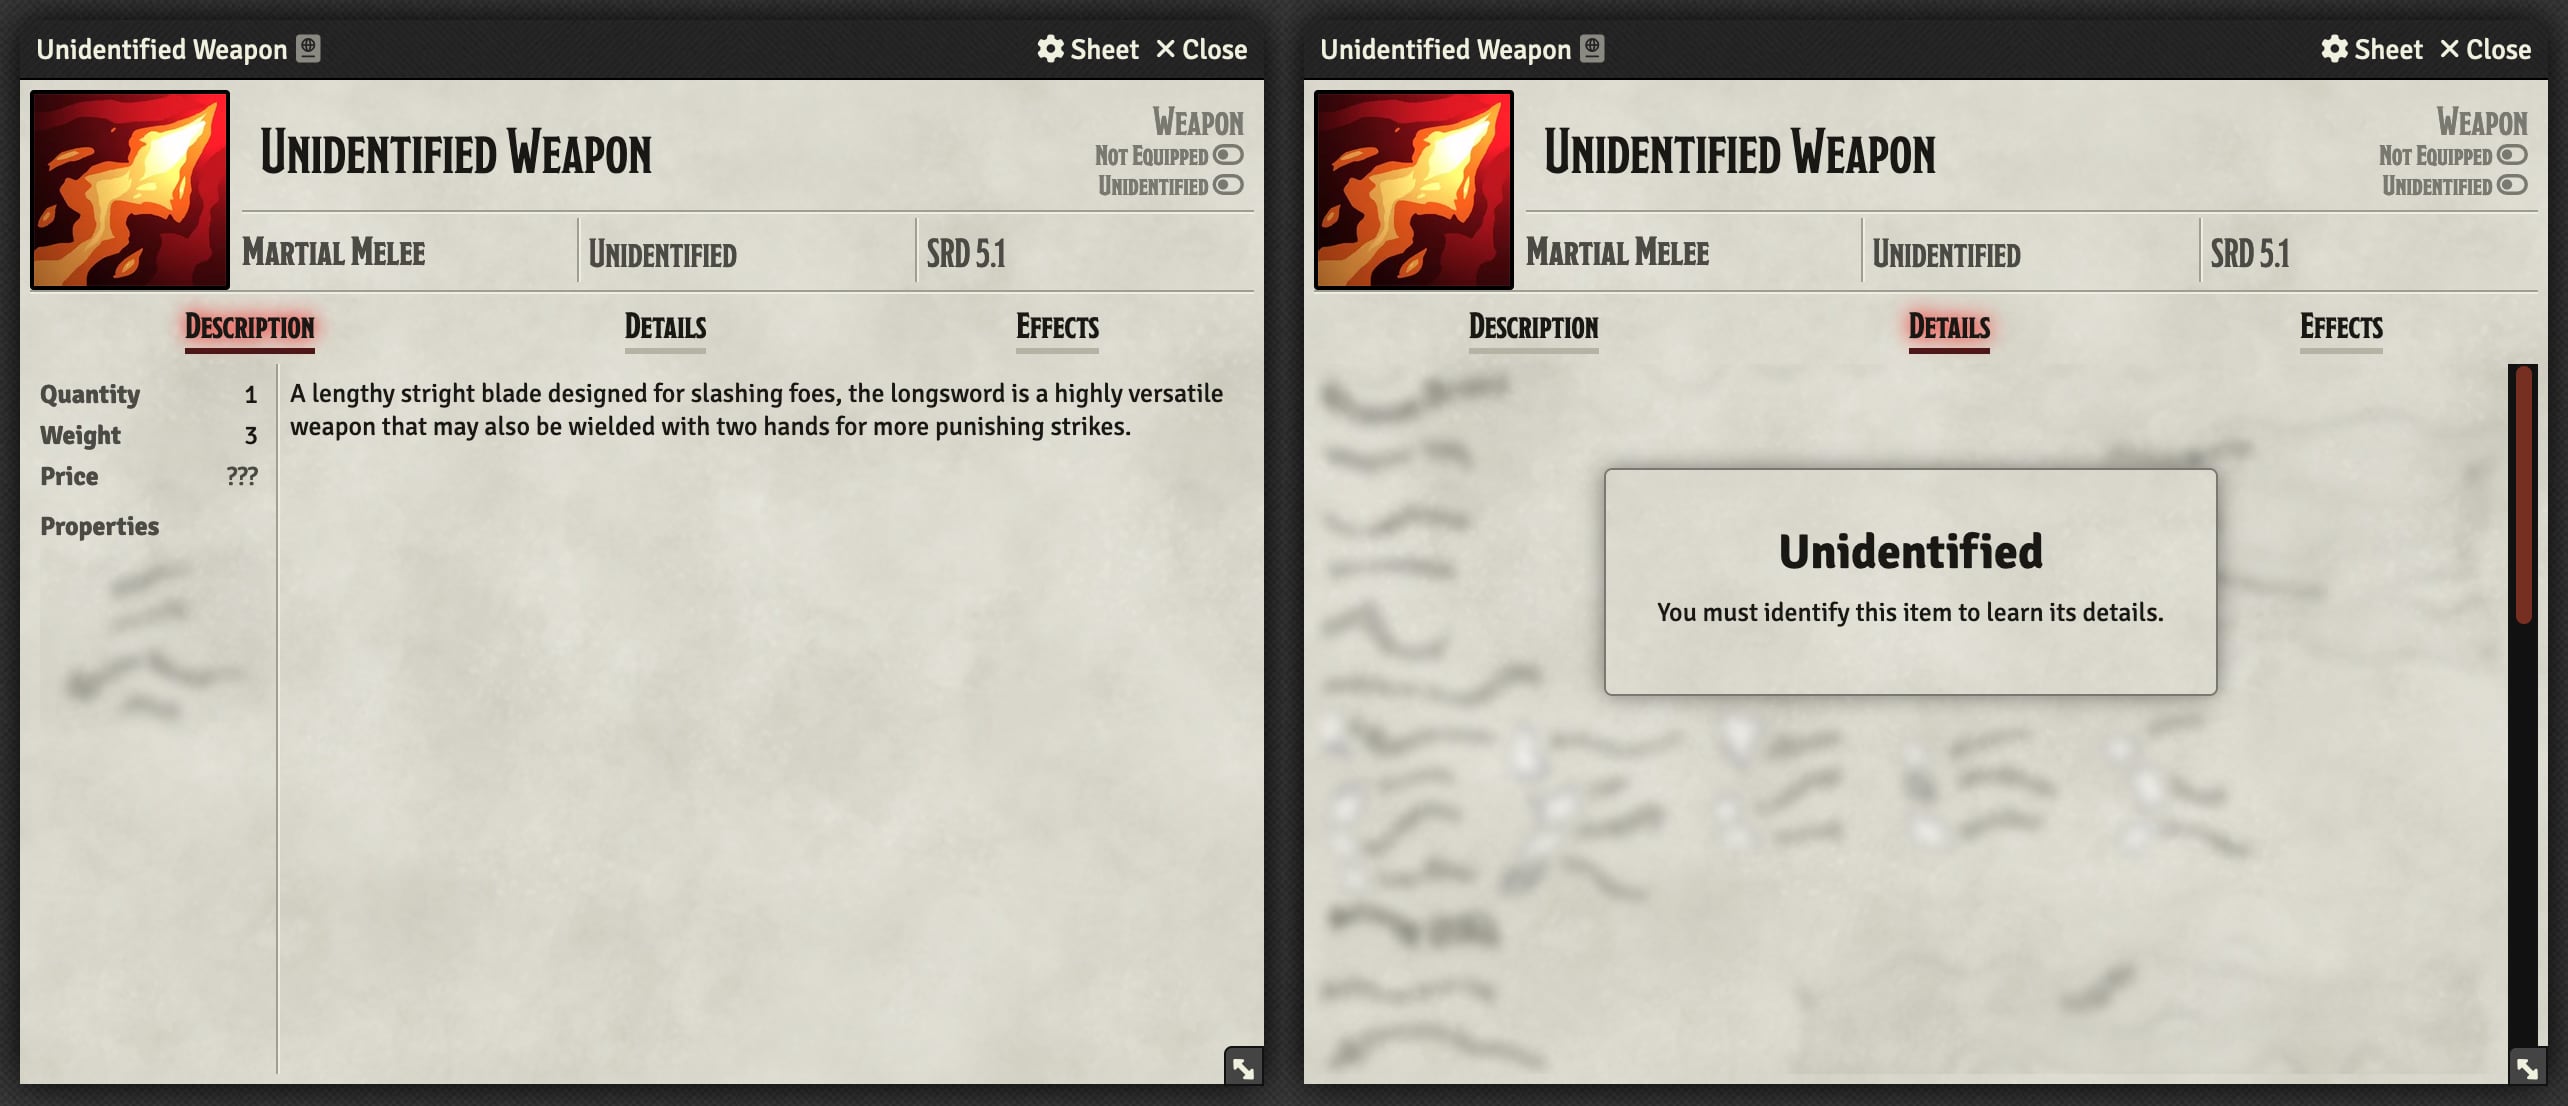 Unidentified Weapon Sheet Close
Unidentified Weapon
Weapon
Not Equipped
Unidentified
Martial Melee Unidentified SRD 5.1
Description Details Effects
Quantity 1
Weight 3
Price ???
Properties
A lengthy stright blade designed for slashing foes, the longsword is a highly versatile
weapon that may also be wielded with two hands for more punishing strikes.
Unidentified Weapon Sheet Close
Unidentified Weapon
Weapon
Not Equipped
Unidentified
Martial Melee Unidentified SRD 5.1
Description Details Effects
Unidentified
You must identify this item to learn its details.